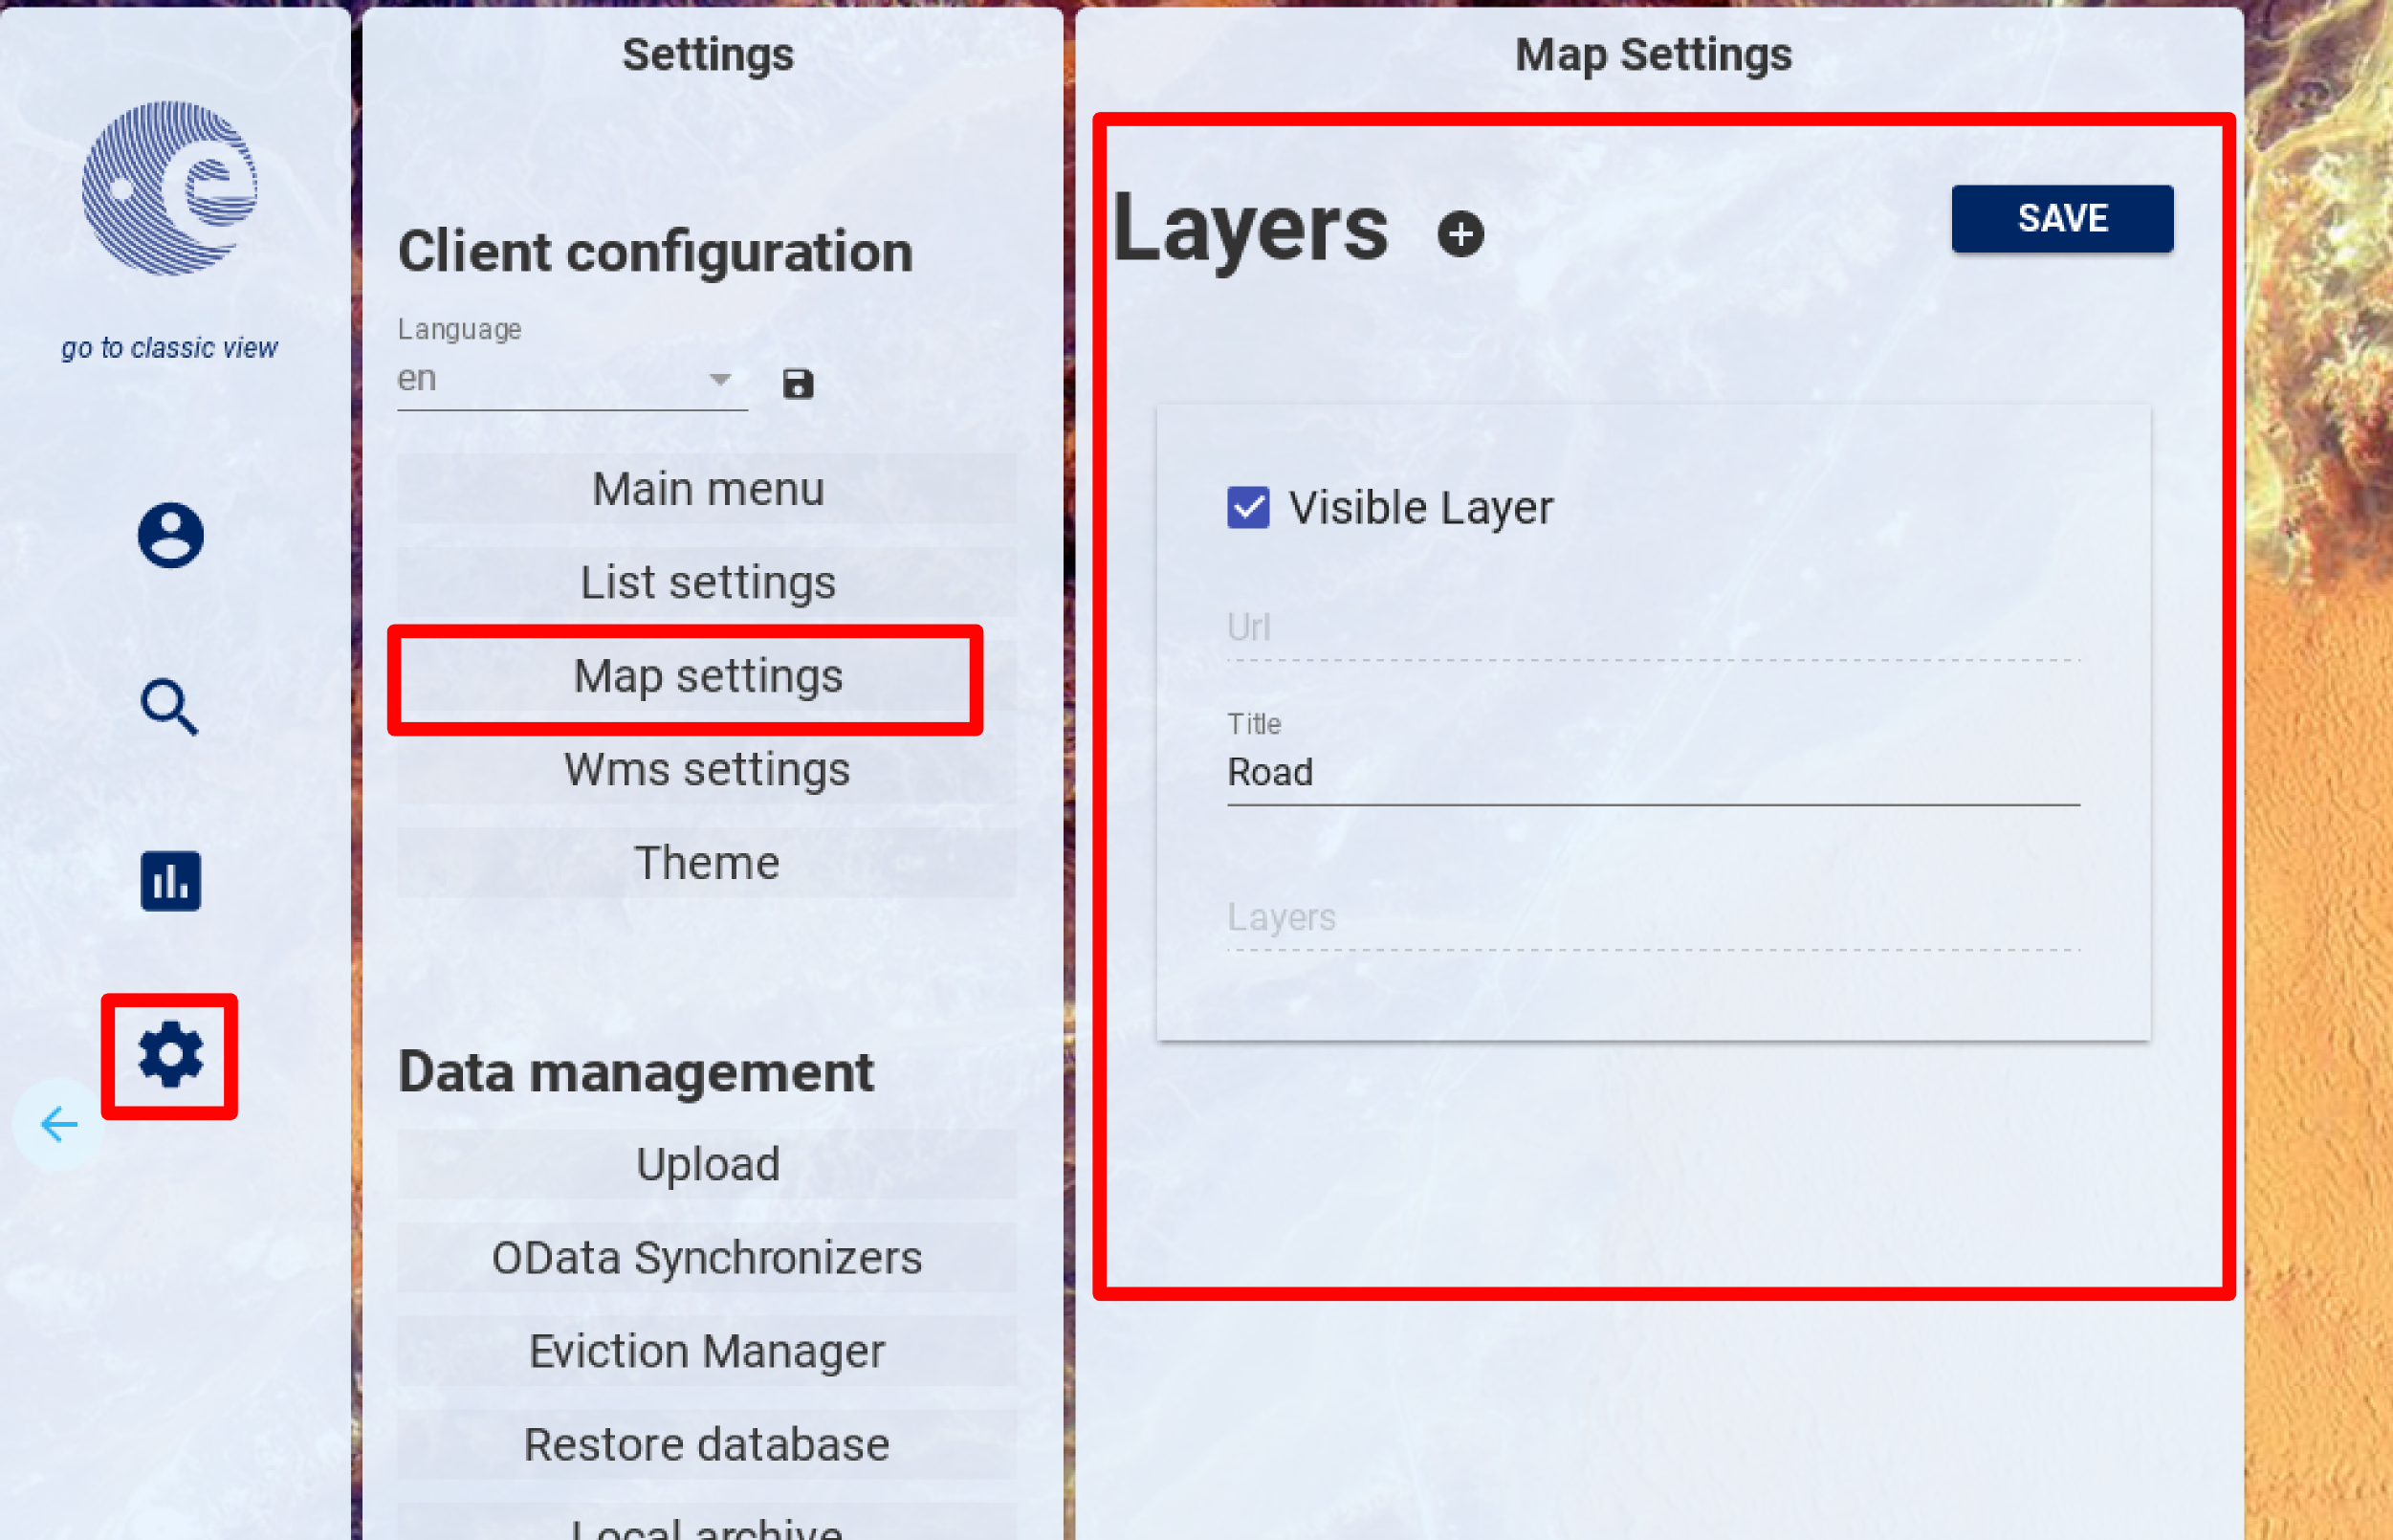 go to classic view
Settings
Client configuration
Language
en
Main menu
List settings
Map settings
Wms settings
Theme
Data management
Upload
OData Synchronizers
Eviction Manager
Restore database
Local archive
Map Settings
Layers
SAVE
Visible Layer
Url
Title
Road
Layers